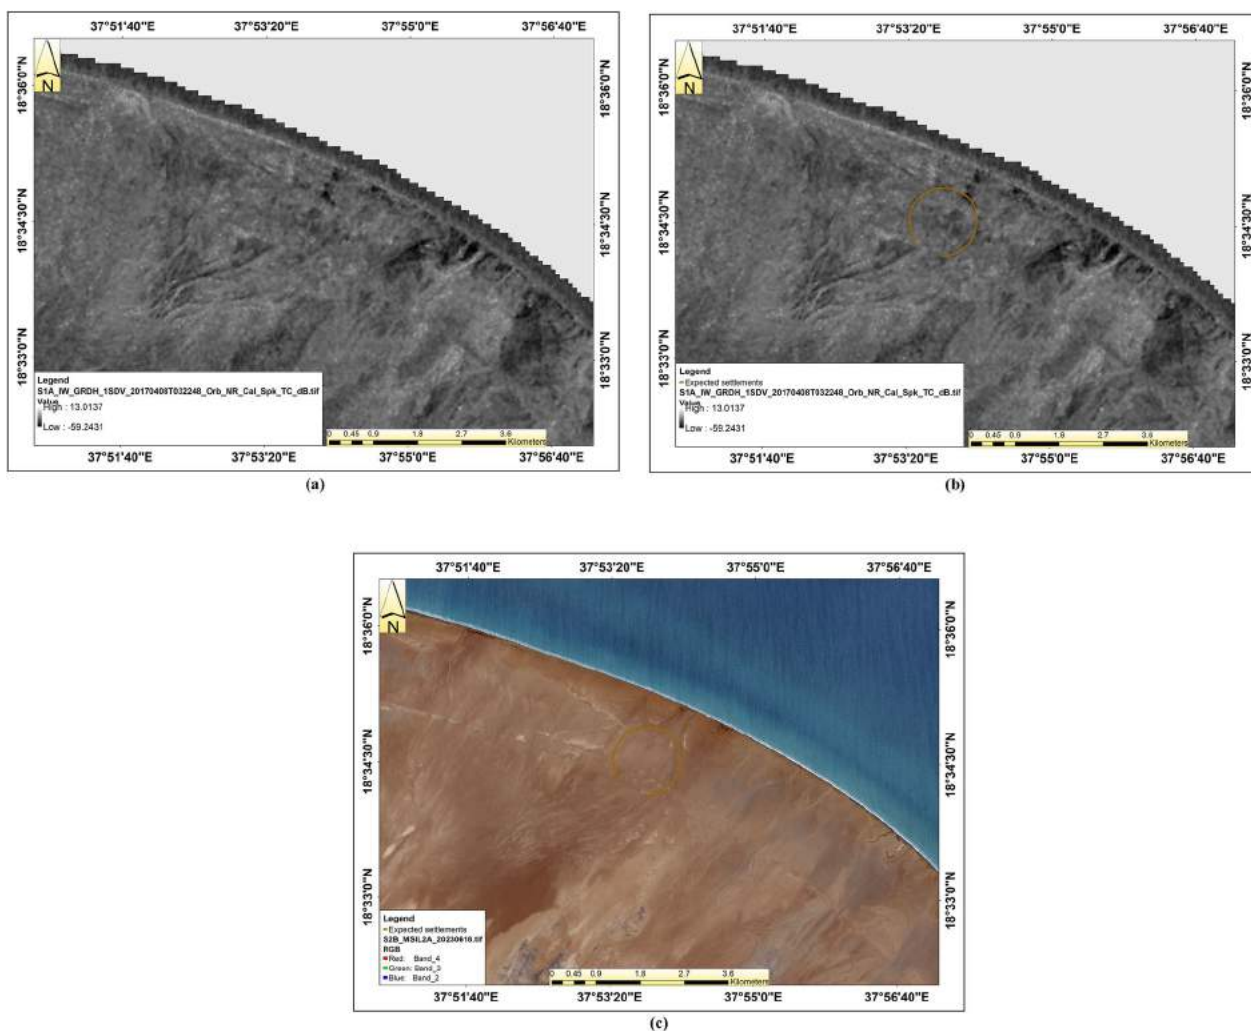 37°51'40"E 37°53'20"E 37°55'0"E 37°56'40"E
N
18°36'0"N 18°36'0"N
18°34'30"N 18°34'30"N
18°33'0"N 18°33'0"N
Legend
S1A_IW_GRDH_1SDV_20170408T032248_Orb_NR_Cal_Spk_TC_dB.tif
Value
High : 13.0137
Low : -59.2431
0 0.45 0.9 1.8 2.7 3.6
Kilometers
37°51'40"E 37°53'20"E 37°55'0"E 37°56'40"E
(a)
37°51'40"E 37°53'20"E 37°55'0"E 37°56'40"E
N
18°36'0"N 18°36'0"N
18°34'30"N 18°34'30"N
18°33'0"N 18°33'0"N
Legend
Expected settlements
S1A_IW_GRDH_1SDV_20170408T032248_Orb_NR_Cal_Spk_TC_dB.tif
Value
High : 13.0137
Low : -59.2431
0 0.45 0.9 1.8 2.7 3.6
Kilometers
37°51'40"E 37°53'20"E 37°55'0"E 37°56'40"E
(b)
37°51'40"E 37°53'20"E 37°55'0"E 37°56'40"E
N
18°36'0"N 18°36'0"N
18°34'30"N 18°34'30"N
18°33'0"N 18°33'0"N
Legend
Expected settlements
RGB
Red: Band_4
Green: Band_3
Blue: Band_2
0 0.45 0.9 1.8 2.7 3.6
Kilometers
37°51'40"E 37°53'20"E 37°55'0"E 37°56'40"E
(c)